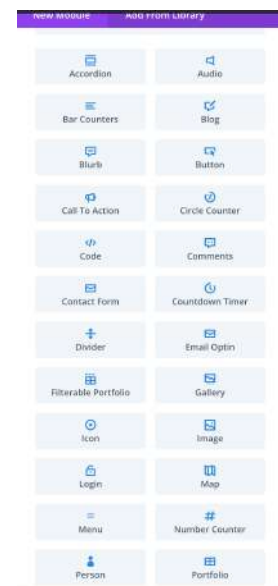 New Module Add From Library
Accordion Audio
Bar Counters Blog
Blurb Button
Call To Action Circle Counter
Code Comments
Contact Form Countdown Timer
Divider Email Optin
Filterable Portfolio Gallery
Icon Image
Login Map
Menu Number Counter
Person Portfolio